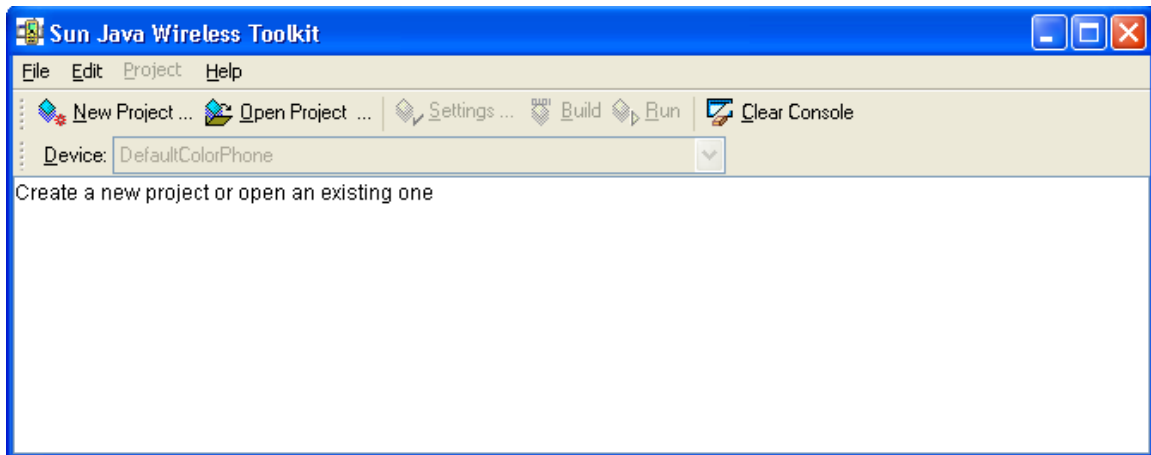 Sun Java Wireless Toolkit
File Edit Project Help
New Project ... Open Project ... Settings ... Build Run Clear Console
Device: DefaultColorPhone
Create a new project or open an existing one